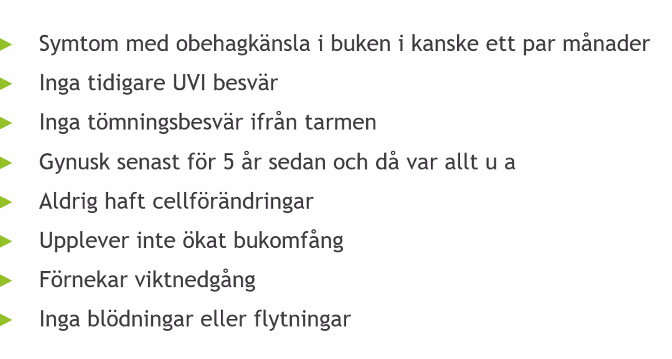 Symtom med obehagkänsla i buken i kanske ett par månader
Inga tidigare UVI besvär
Inga tömningsbesvär ifrån tarmen
Gynusk senast för 5 år sedan och då var allt u a
Aldrig haft cellförändringar
Upplever inte ökat bukomfång
Förnekar viktnedgång
Inga blödningar eller flytningar